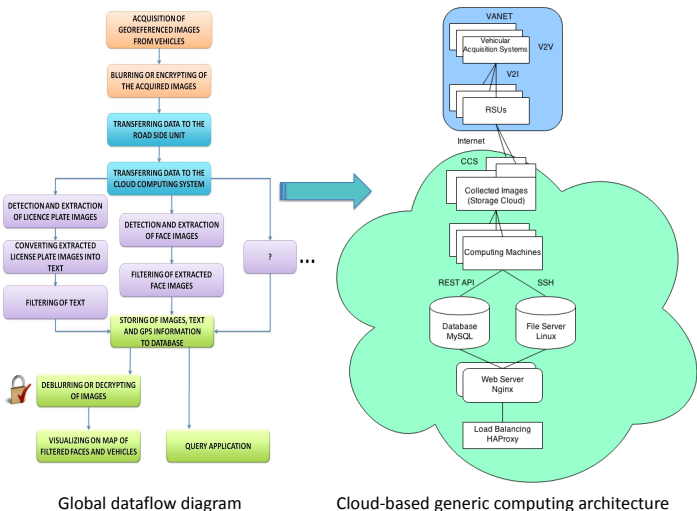 ACQUISITION OF
GEOREFERENCED IMAGES
FROM VEHICLES
BLURRING OR ENCRYPTING OF
THE ACQUIRED IMAGES
TRANSFERRING DATA TO THE
ROAD SIDE UNIT
TRANSFERRING DATA TO THE
CLOUD COMPUTING SYSTEM
DETECTION AND EXTRACTION
OF LICENCE PLATE IMAGES
CONVERTING EXTRACTED
LICENSE PLATE IMAGES INTO
TEXT
FILTERING OF TEXT
DETECTION AND EXTRACTION
OF FACE IMAGES
FILTERING OF EXTRACTED
FACE IMAGES
?
...
STORING OF IMAGES, TEXT
AND GPS INFORMATION
TO DATABASE
DEBLURRING OR DECRYPTING
OF IMAGES
VISUALIZING ON MAP OF
FILTERED FACES AND VEHICLES
QUERY APPLICATION
Global dataflow diagram
VANET
Vehicular
Acquisition Systems
V2V
V2I
RSUs
Internet
CCS
Collected Images
(Storage Cloud)
Computing Machines
REST API
SSH
Database
MySQL
File Server
Linux
Web Server
Nginx
Load Balancing
HAProxy
Cloud-based generic computing architecture